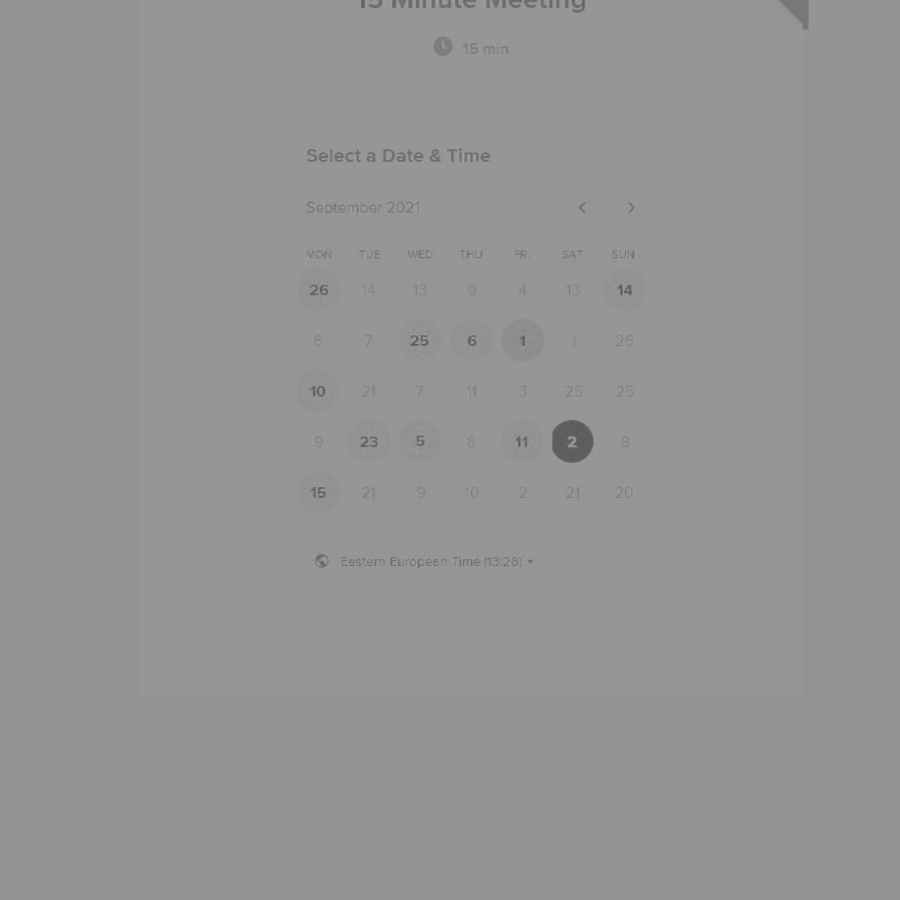 15 Minute Meeting
15 min
Select a Date & Time
September 2021
MON TUE WED THU FRI SAT SUN
26 14 13 9 4 13 14
6 7 25 6 1 1 26
10 21 7 11 3 25 25
9 23 5 6 11 2 8
15 21 9 10 2 21 20
Eastern European Time (13:26)